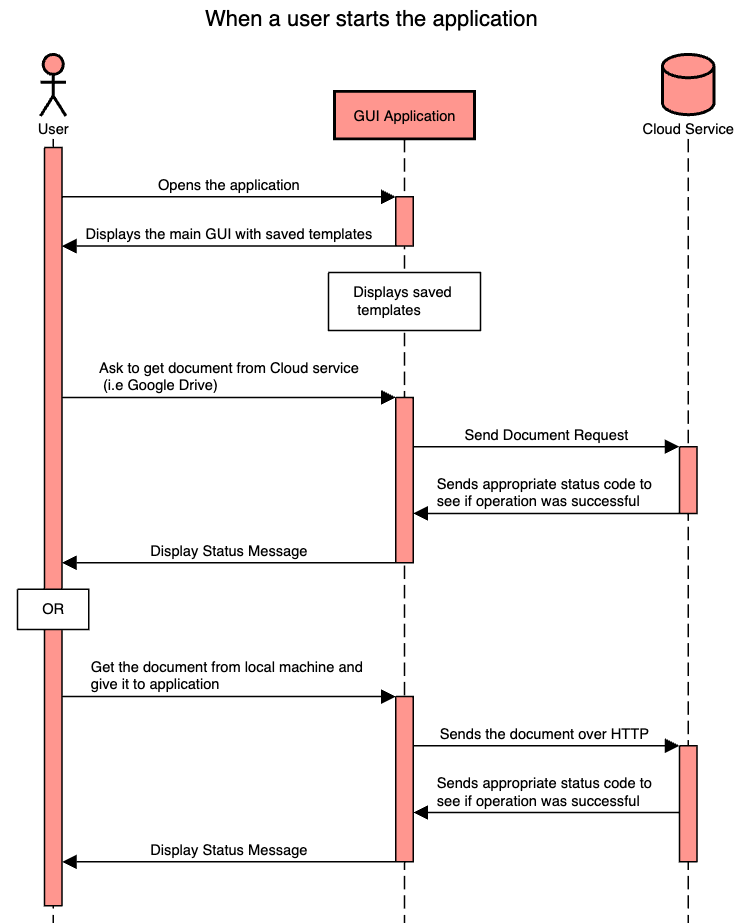 When a user starts the application
User
GUI Application
Cloud Service
Opens the application
Displays the main GUI with saved templates
Displays saved
templates
Ask to get document from Cloud service
(i.e Google Drive)
Send Document Request
Sends appropriate status code to
see if operation was successful
Display Status Message
OR
Get the document from local machine and
give it to application
Sends the document over HTTP
Sends appropriate status code to
see if operation was successful
Display Status Message